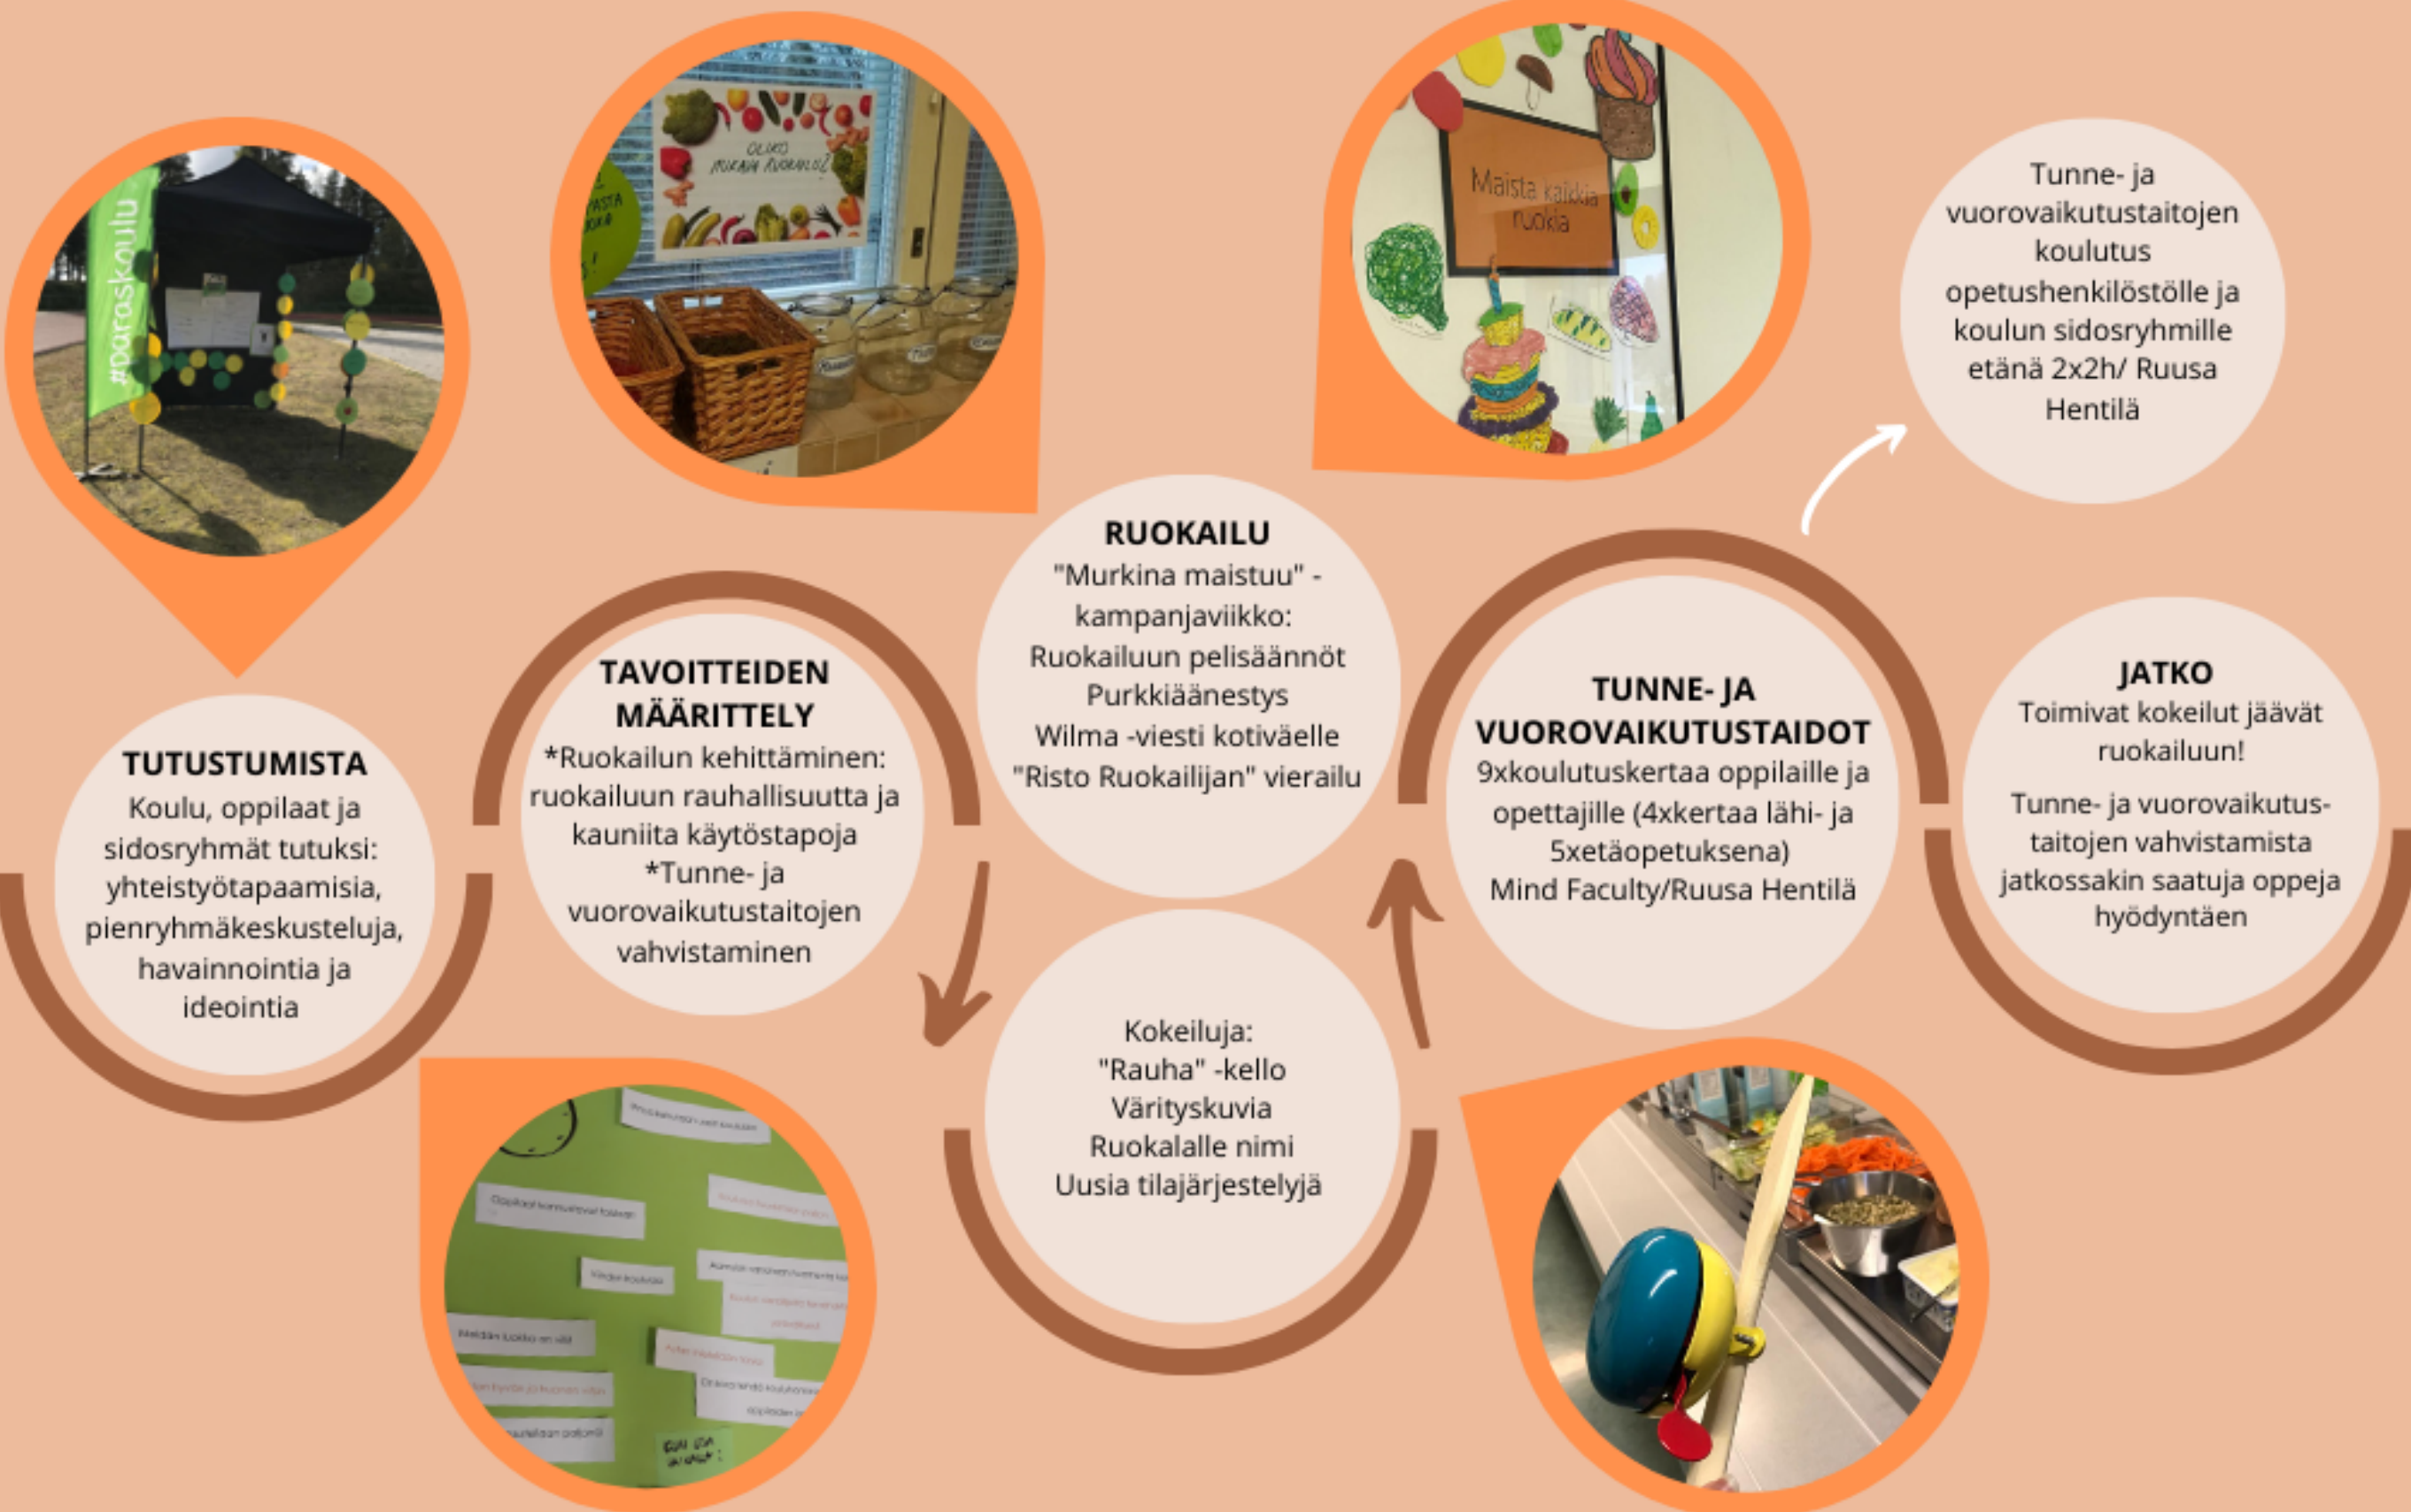 #paraskoulu
OLIKO
MUKAVA RUOKAILU?
Maista kaikkia
ruokia
TUTUSTUMISTA
Koulu, oppilaat ja
sidosryhmät tutuksi:
yhteistyötapaamisia,
pienryhmäkeskusteluja,
havainnointia ja
ideointia
TAVOITTEIDEN
MÄÄRITTELY
*Ruokailun kehittäminen:
ruokailuun rauhallisuutta ja
kauniita käytöstapoja
*Tunne- ja
vuorovaikutustaitojen
vahvistaminen
RUOKAILU
"Murkina maistuu" -
kampanjaviikko:
Ruokailuun pelisäännöt
Purkkiäänestys
Wilma -viesti kotiväelle
"Risto Ruokailijan" vierailu
Kokeiluja:
"Rauha" -kello
Värityskuvia
Ruokalalle nimi
Uusia tilajärjestelyjä
TUNNE- JA
VUOROVAIKUTUSTAIDOT
9xkoulutuskertaa oppilaille ja
opettajille (4xkertaa lähi- ja
5xetäopetuksena)
Mind Faculty/Ruusa Hentilä
Tunne- ja
vuorovaikutustaitojen
koulutus
opetushenkilöstölle ja
koulun sidosryhmille
etänä 2x2h/ Ruusa
Hentilä
JATKO
Toimivat kokeilut jäävät
ruokailuun!
Tunne- ja vuorovaikutus-
taitojen vahvistamista
jatkossakin saatuja oppeja
hyödyntäen
Meidän luokka on